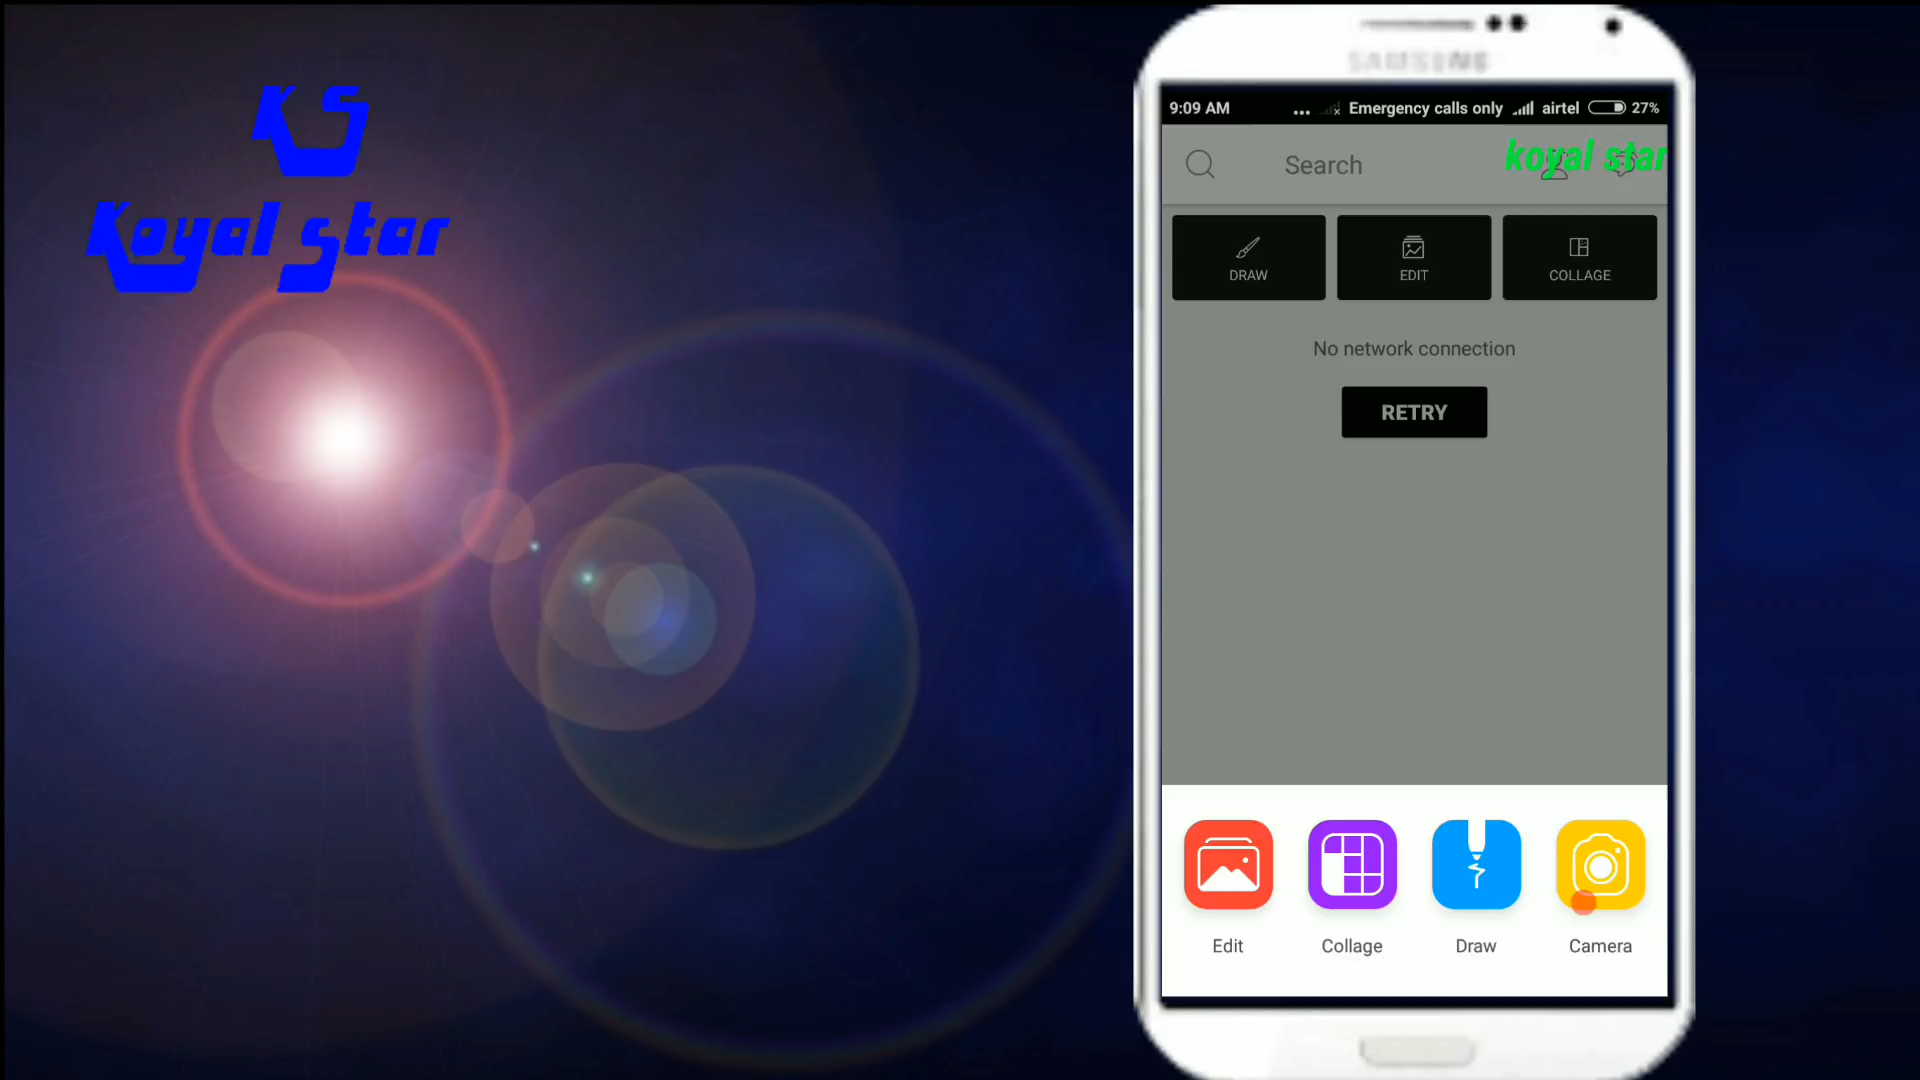 KS
Koyal Star
SAMSUNG
9:09 AM ... Emergency calls only airtel 27%
Search
koyal star
DRAW
EDIT
COLLAGE
No network connection
RETRY
Edit
Collage
Draw
Camera